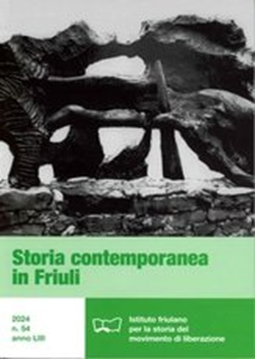 Storia contemporanea
in Friuli
2024
n. 54
anno LIII
Istituto friulano
per la storia del
movimento di liberazione